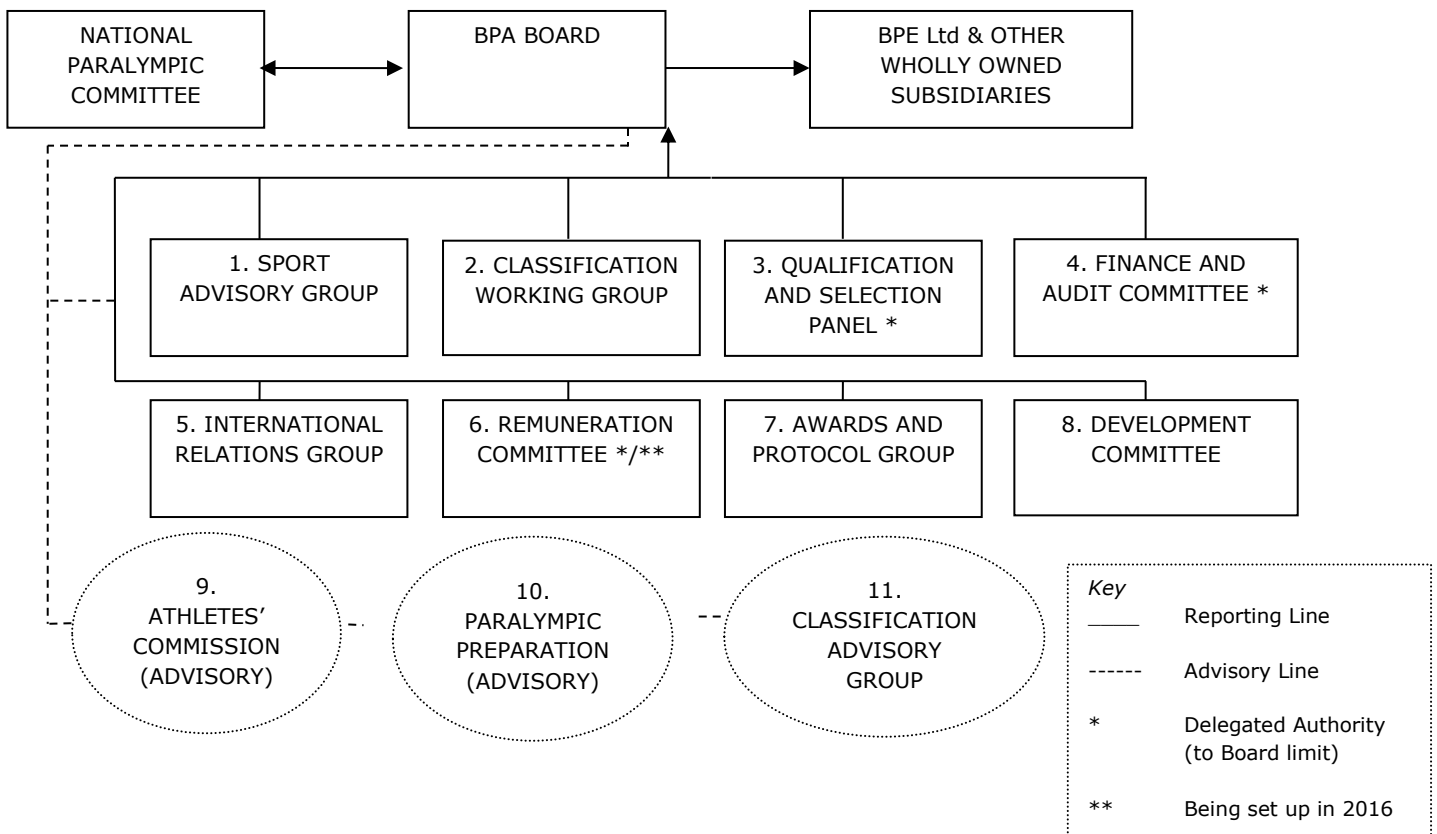 NATIONAL
PARALYMPIC
COMMITTEE
BPA BOARD
BPE Ltd & OTHER
WHOLLY OWNED
SUBSIDIARIES
1. SPORT
ADVISORY GROUP
2. CLASSIFICATION
WORKING GROUP
3. QUALIFICATION
AND SELECTION
PANEL *
4. FINANCE AND
AUDIT COMMITTEE *
5. INTERNATIONAL
RELATIONS GROUP
6. REMUNERATION
COMMITTEE */**
7. AWARDS AND
PROTOCOL GROUP
8. DEVELOPMENT
COMMITTEE
9.
ATHLETES’
COMMISSION
(ADVISORY)
10.
PARALYMPIC
PREPARATION
(ADVISORY)
11.
CLASSIFICATION
ADVISORY
GROUP
Key
____ Reporting Line
------ Advisory Line
* Delegated Authority
(to Board limit)
** Being set up in 2016